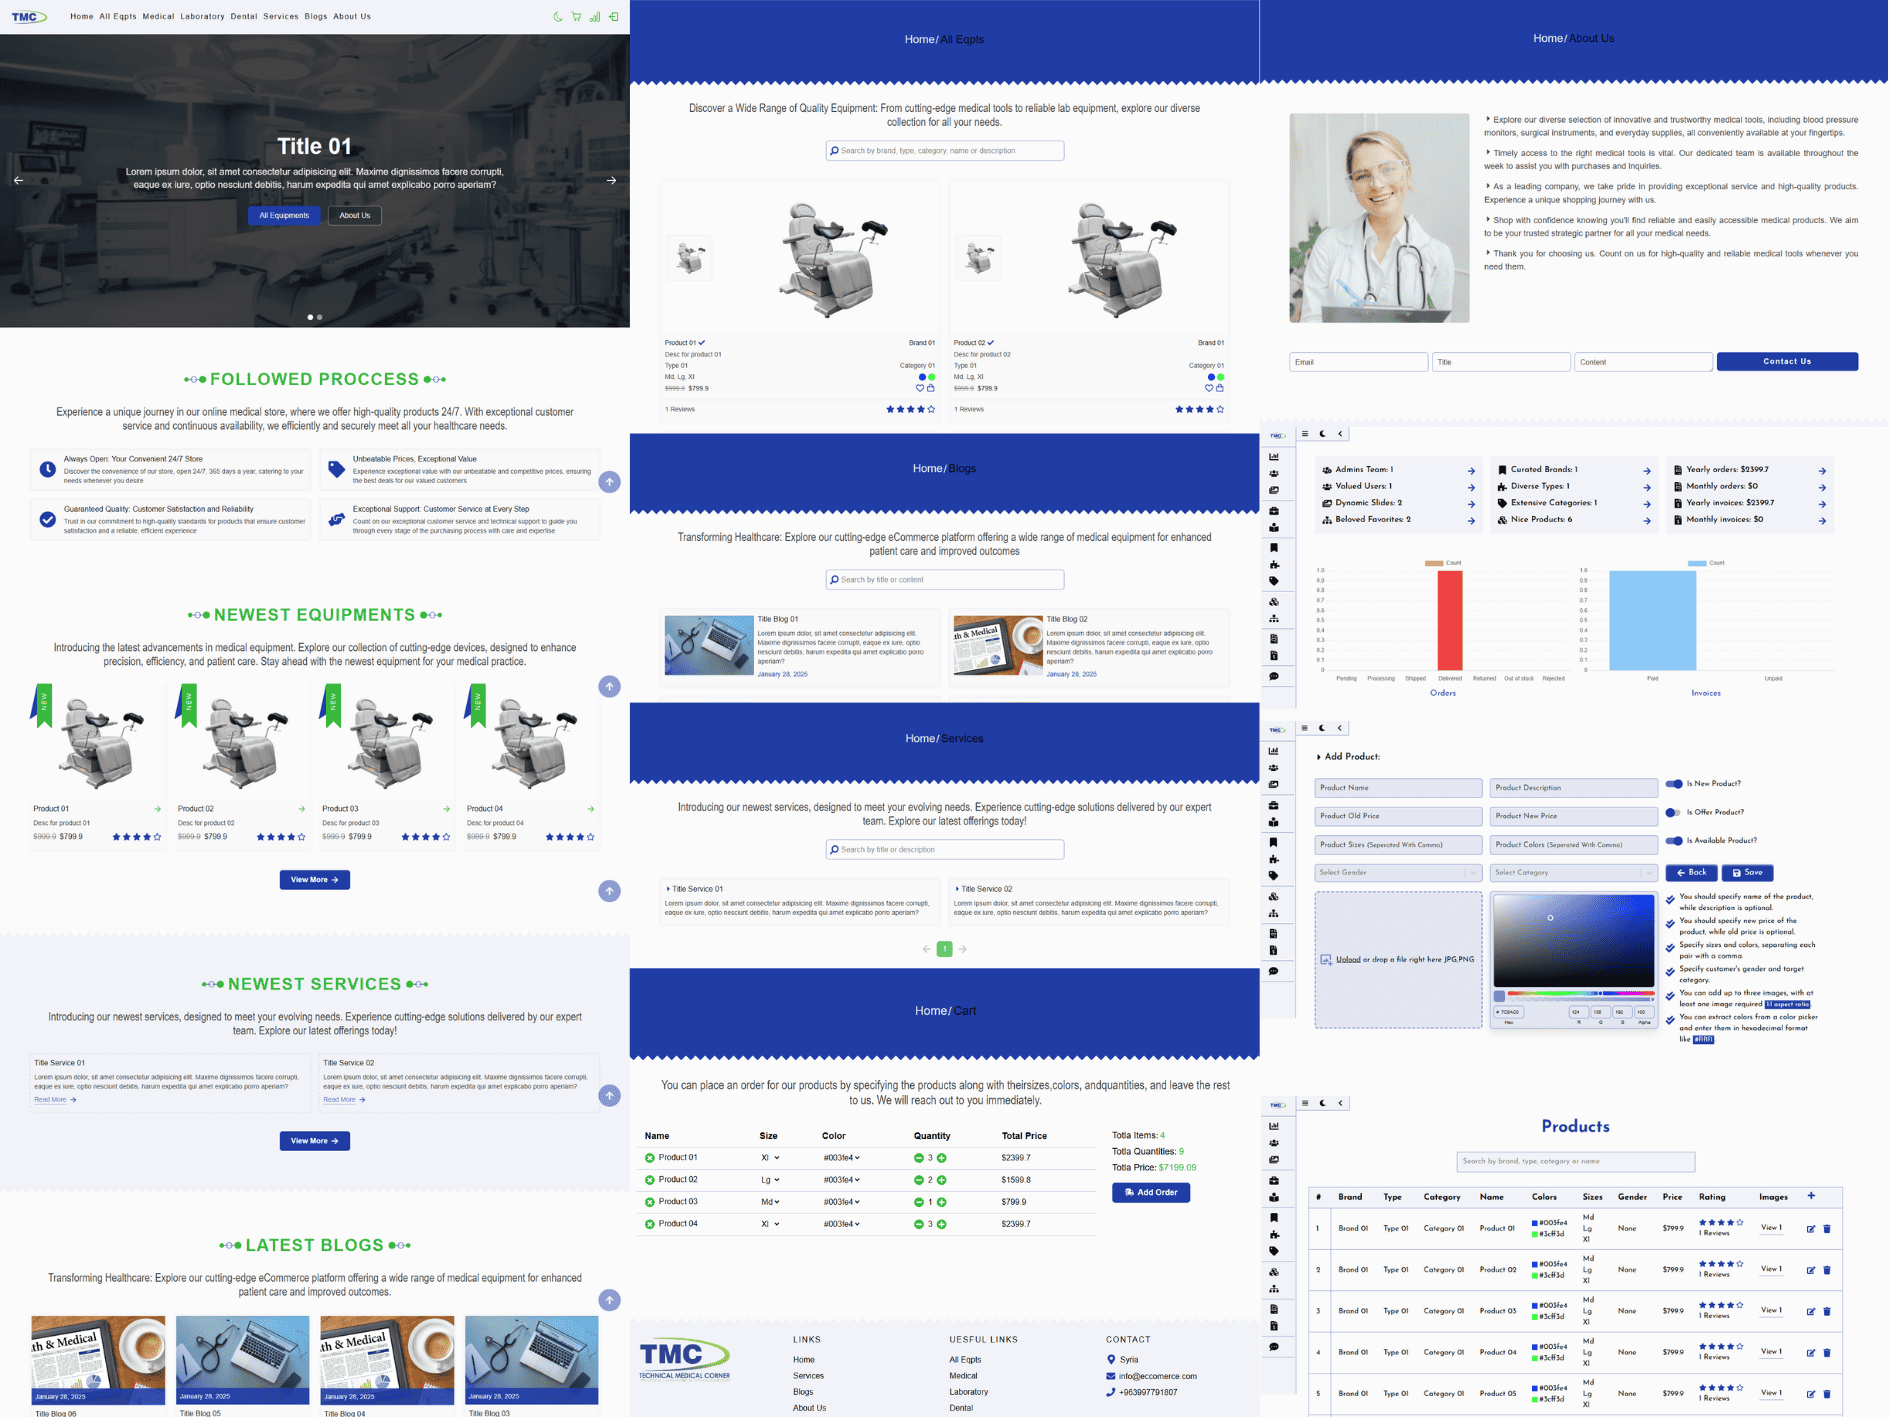 TMC
Home All Eqpts Medical Laboratory Dental Services Blogs About Us
Title 01
Lorem ipsum dolor, sit amet consectetur adipisicing elit. Maxime dignissimos facere corrupti,
eaque ex iure, optio nesciunt debitis, harum expedita qui amet explicabo porro aperiam?
All Equipments
About Us
FOLLOWED PROCCESS
Experience a unique journey in our online medical store, where we offer high-quality products 24/7. With exceptional customer
service and continuous availability, we efficiently and securely meet all your healthcare needs.
Always Open: Your Convenient 24/7 Store
Discover the convenience of our store, open 24/7, 365 days a year, catering to your
needs whenever you desire
Unbeatable Prices, Exceptional Value
Experience exceptional value with our unbeatable and competitive prices, ensuring
the best deals for our valued customers
Guaranteed Quality: Customer Satisfaction and Reliability
Trust in our commitment to high-quality standards for products that ensure customer
satisfaction and a reliable, efficient experience
Exceptional Support: Customer Service at Every Step
Count on our exceptional customer service and technical support to guide you
through every stage of the purchasing process with care and expertise
NEWEST EQUIPMENTS
Introducing the latest advancements in medical equipment. Explore our collection of cutting-edge devices, designed to enhance
precision, efficiency, and patient care. Stay ahead with the newest equipment for your medical practice.
NEW NEW NEW NEW
Product 01 Product 02 Product 03 Product 04
Desc for product 01 Desc for product 02 Desc for product 03 Desc for product 04
$999.9 $799.9 $999.9 $799.9 $999.9 $799.9 $999.9 $799.9
View More
NEWEST SERVICES
Introducing our newest services, designed to meet your evolving needs. Experience cutting-edge solutions delivered by our expert
team. Explore our latest offerings today!
Title Service 01
Lorem ipsum dolor, sit amet consectetur adipisicing elit. Maxime dignissimos facere corrupti,
eaque ex iure, optio nesciunt debitis, harum expedita qui amet explicabo porro aperiam?
Read More
Title Service 02
Lorem ipsum dolor, sit amet consectetur adipisicing elit. Maxime dignissimos facere corrupti,
eaque ex iure, optio nesciunt debitis, harum expedita qui amet explicabo porro aperiam?
Read More
View More
LATEST BLOGS
Transforming Healthcare: Explore our cutting-edge eCommerce platform offering a wide range of medical equipment for enhanced
patient care and improved outcomes.
th & Medical th & Medical
January 28, 2025 January 28, 2025 January 28, 2025 January 28, 2025
Title Blog 06 Title Blog 05 Title Blog 04 Title Blog 03
Home/All Eqpts
Discover a Wide Range of Quality Equipment: From cutting-edge medical tools to reliable lab equipment, explore our diverse
collection for all your needs.
Search by brand, type, category, name or description
Product 01 Brand 01
Desc for product 01
Type 01 Category 01
Md, Lg, Xl
$999.9 $799.9
1 Reviews
Product 02 Brand 01
Desc for product 02
Type 01 Category 01
Md, Lg, Xl
$999.9 $799.9
1 Reviews
Home/Blogs
Transforming Healthcare: Explore our cutting-edge eCommerce platform offering a wide range of medical equipment for enhanced
patient care and improved outcomes
Search by title or content
Title Blog 01
Lorem ipsum dolor, sit amet consectetur adipisicing elit.
Maxime dignissimos facere corrupti, eaque ex iure, optio
nesciunt debitis, harum expedita qui amet explicabo porro
aperiam?
January 28, 2025
th & Medical
Title Blog 02
Lorem ipsum dolor, sit amet consectetur adipisicing elit.
Maxime dignissimos facere corrupti, eaque ex iure, optio
nesciunt debitis, harum expedita qui amet explicabo porro
aperiam?
January 28, 2025
Home/Services
Introducing our newest services, designed to meet your evolving needs. Experience cutting-edge solutions delivered by our expert
team. Explore our latest offerings today!
Search by title or description
Title Service 01
Lorem ipsum dolor, sit amet consectetur adipisicing elit. Maxime dignissimos facere corrupti,
eaque ex iure, optio nesciunt debitis, harum expedita qui amet explicabo porro aperiam?
Title Service 02
Lorem ipsum dolor, sit amet consectetur adipisicing elit. Maxime dignissimos facere corrupti,
eaque ex iure, optio nesciunt debitis, harum expedita qui amet explicabo porro aperiam?
1
Home/Cart
You can place an order for our products by specifying the products along with theirsizes,colors, andquantities, and leave the rest
to us. We will reach out to you immediately.
Name Size Color Quantity Total Price
Product 01 Xl #003fe4 3 $2399.7
Product 02 Lg #003fe4 2 $1599.8
Product 03 Md #003fe4 1 $799.9
Product 04 Xl #003fe4 3 $2399.7
Totla Items: 4
Totla Quantities: 9
Totla Price: $7199.09
Add Order
TMC
TECHNICAL MEDICAL CORNER
LINKS
Home
Services
Blogs
About Us
UESFUL LINKS
All Eqpts
Medical
Laboratory
Dental
CONTACT
Syria
info@eccomerce.com
+963997791807
Home/About Us
Explore our diverse selection of innovative and trustworthy medical tools, including blood pressure
monitors, surgical instruments, and everyday supplies, all conveniently available at your fingertips.
Timely access to the right medical tools is vital. Our dedicated team is available throughout the
week to assist you with purchases and inquiries.
As a leading company, we take pride in providing exceptional service and high-quality products.
Experience a unique shopping journey with us.
Shop with confidence knowing you'll find reliable and easily accessible medical products. We aim
to be your trusted strategic partner for all your medical needs.
Thank you for choosing us. Count on us for high-quality and reliable medical tools whenever you
need them.
Email
Title
Content
Contact Us
TMC
Admins Team: 1
Valued Users: 1
Dynamic Slides: 2
Beloved Favorites: 2
Curated Brands: 1
Diverse Types: 1
Extensive Categories: 1
Nice Products: 6
Yearly orders: $2399.7
Monthly orders: $0
Yearly invoices: $2399.7
Monthly invoices: $0
Count
1.0
0.9
0.8
0.7
0.6
0.5
0.4
0.3
0.2
0.1
0
Pending Processing Shipped Delivered Returned Out of stock Rejected
Orders
Count
1.0
0.9
0.8
0.7
0.6
0.5
0.4
0.3
0.2
0.1
0
Paid Unpaid
Invoices
TMC
Add Product:
Product Name
Product Description
Is New Product?
Product Old Price
Product New Price
Is Offer Product?
Product Sizes (Seperated With Comma)
Product Colors (Seperated With Comma)
Is Available Product?
Select Gender
Select Category
Back
Save
Upload or drop a file right here JPG,PNG
Hex R G B Alpha
You should specify name of the product,
while description is optional.
You should specify new price of the
product, while old price is optional.
Specify sizes and colors, separating each
pair with a comma.
Specify customer's gender and target
category.
You can add up to three images, with at
least one image required 1:1 aspect ratio
You can extract colors from a color picker
and enter them in hexadecimal format
like #ffffff.
TMC
Products
Search by brand, type, category or name
# Brand Type Category Name Colors Sizes Gender Price Rating Images
1 Brand 01 Type 01 Category 01 Product 01 #003fe4 #3cff3d Md Lg Xl None $799.9 1 Reviews View 1
2 Brand 01 Type 01 Category 01 Product 02 #003fe4 #3cff3d Md Lg Xl None $799.9 1 Reviews View 1
3 Brand 01 Type 01 Category 01 Product 03 #003fe4 #3cff3d Md Lg Xl None $799.9 1 Reviews View 1
4 Brand 01 Type 01 Category 01 Product 04 #003fe4 #3cff3d Md Lg Xl None $799.9 1 Reviews View 1
5 Brand 01 Type 01 Category 01 Product 05 #003fe4 #3cff3d Md Lg Xl None $799.9 1 Reviews View 1